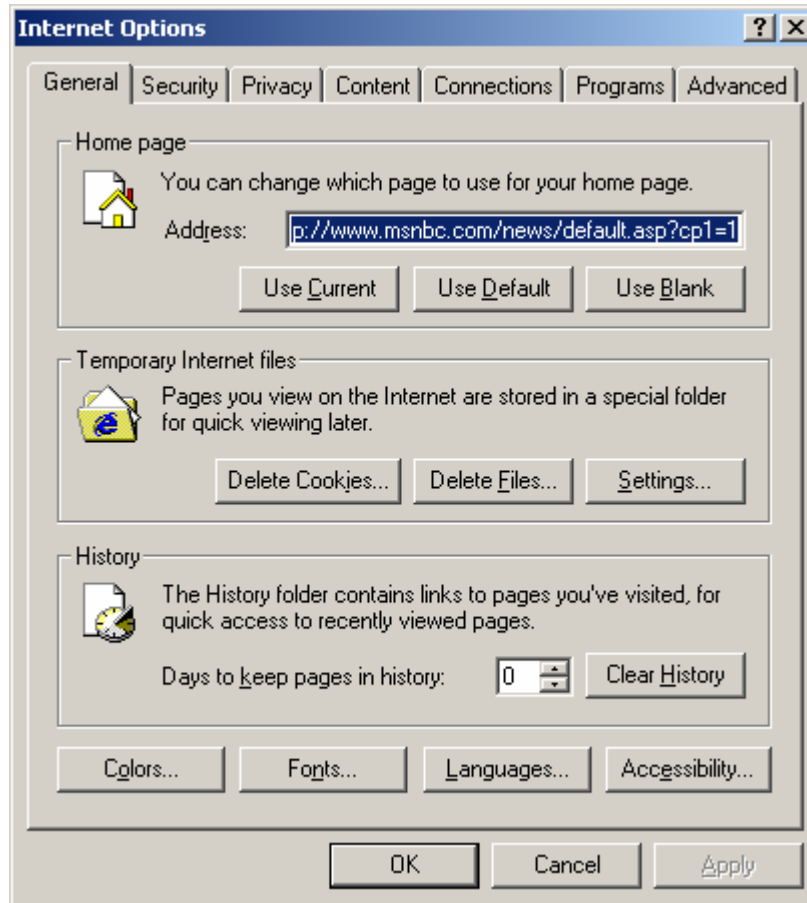 Internet Options
General Security Privacy Content Connections Programs Advanced
Home page
You can change which page to use for your home page.
Address: p://www.msnbc.com/news/default.asp?cp1=1
Use Current Use Default Use Blank
Temporary Internet files
Pages you view on the Internet are stored in a special folder
for quick viewing later.
Delete Cookies... Delete Files... Settings...
History
The History folder contains links to pages you've visited, for
quick access to recently viewed pages.
Days to keep pages in history: 0 Clear History
Colors... Fonts... Languages... Accessibility...
OK Cancel Apply